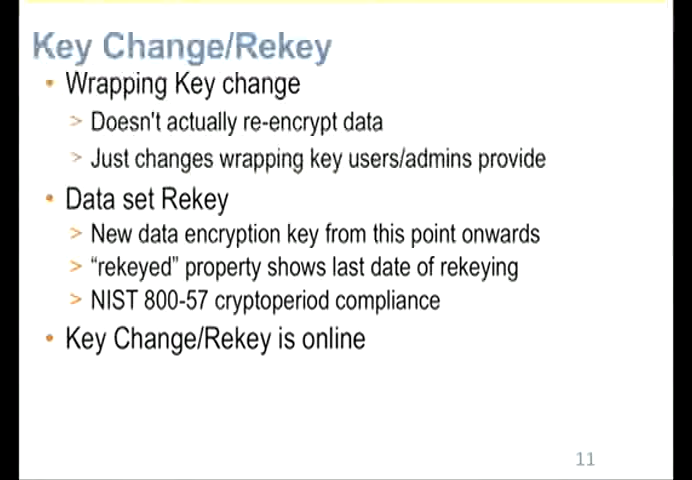 Key Change/Rekey
• Wrapping Key change
> Doesn't actually re-encrypt data
> Just changes wrapping key users/admins provide
• Data set Rekey
> New data encryption key from this point onwards
> “rekeyed” property shows last date of rekeying
> NIST 800-57 cryptoperiod compliance
• Key Change/Rekey is online
11